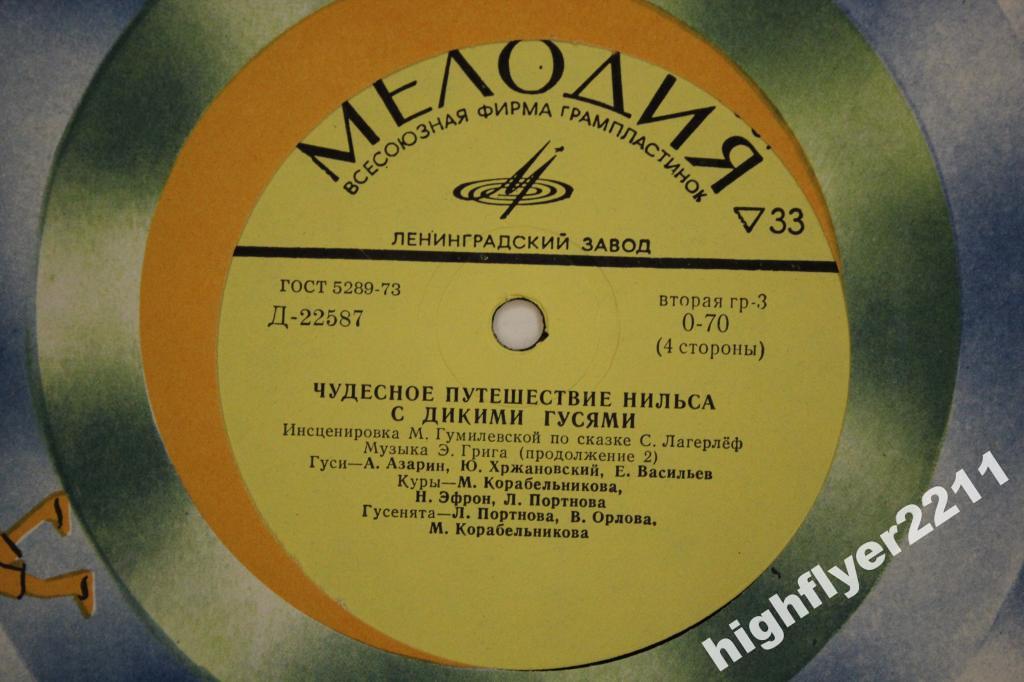 МЕЛОДИЯ
ВСЕСОЮЗНАЯ ФИРМА ГРАМПЛАСТИНОК
33
ЛЕНИНГРАДСКИЙ ЗАВОД
ГОСТ 5289-73
вторая гр-3
Д-22587
0-70
(4 стороны)
ЧУДЕСНОЕ ПУТЕШЕСТВИЕ НИЛЬСА
С ДИКИМИ ГУСЯМИ
Инсценировка М. Гумилевской по сказке С. Лагерлёф
Музыка Э. Грига (продолжение 2)
Гуси—А. Азарин, Ю. Хржановский, Е. Васильев
Куры—М. Корабельникова,
Н. Эфрон, Л. Портнова
Гусенята—Л. Портнова, В. Орлова,
М. Корабельникова
highflyer2211